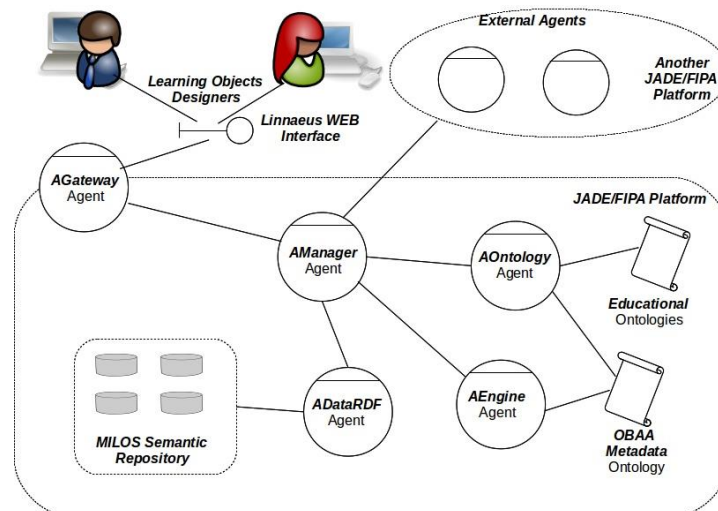 External Agents
Another
JADE/FIPA
Platform
Learning Objects
Designers
Linnaeus WEB
Interface
AGateway
Agent
JADE/FIPA Platform
AManager
Agent
AOntology
Agent
Educational
Ontologies
ADataRDF
Agent
AEngine
Agent
MILOS Semantic
Repository
OBAA
Metadata
Ontology